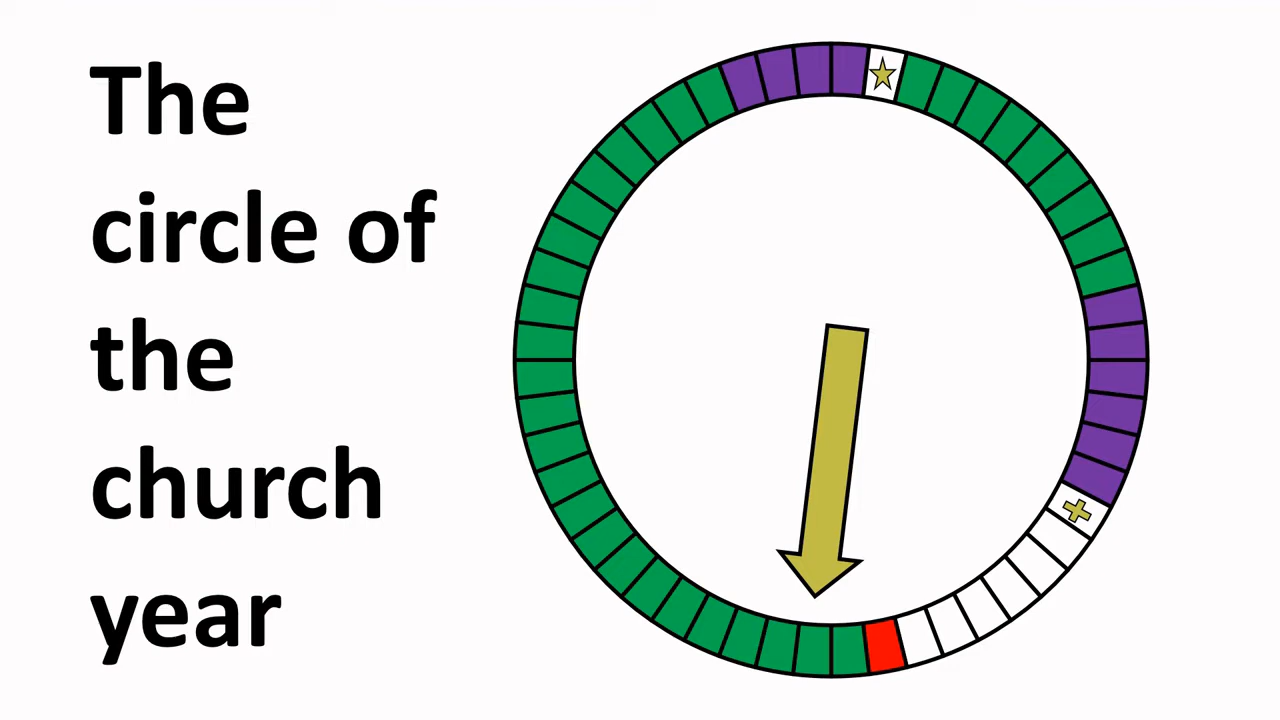 The
circle of
the
church
year